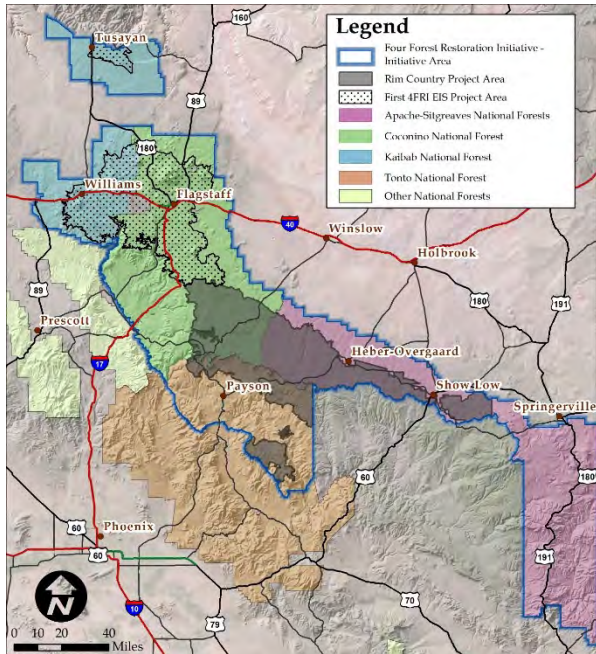 Tusayan
160
89
180
Williams
Flagstaff
40
Winslow
Holbrook
180
191
89
Prescott
17
Heber-Overgaard
Payson
Show-Low
Springerville
60
180
Phoenix
60
60
191
70
10
79
N
0 10 20 40
Miles
Legend
Four Forest Restoration Initiative -
Initiative Area
Rim Country Project Area
First 4FRI EIS Project Area
Apache-Sitgreaves National Forests
Coconino National Forest
Kaibab National Forest
Tonto National Forest
Other National Forests